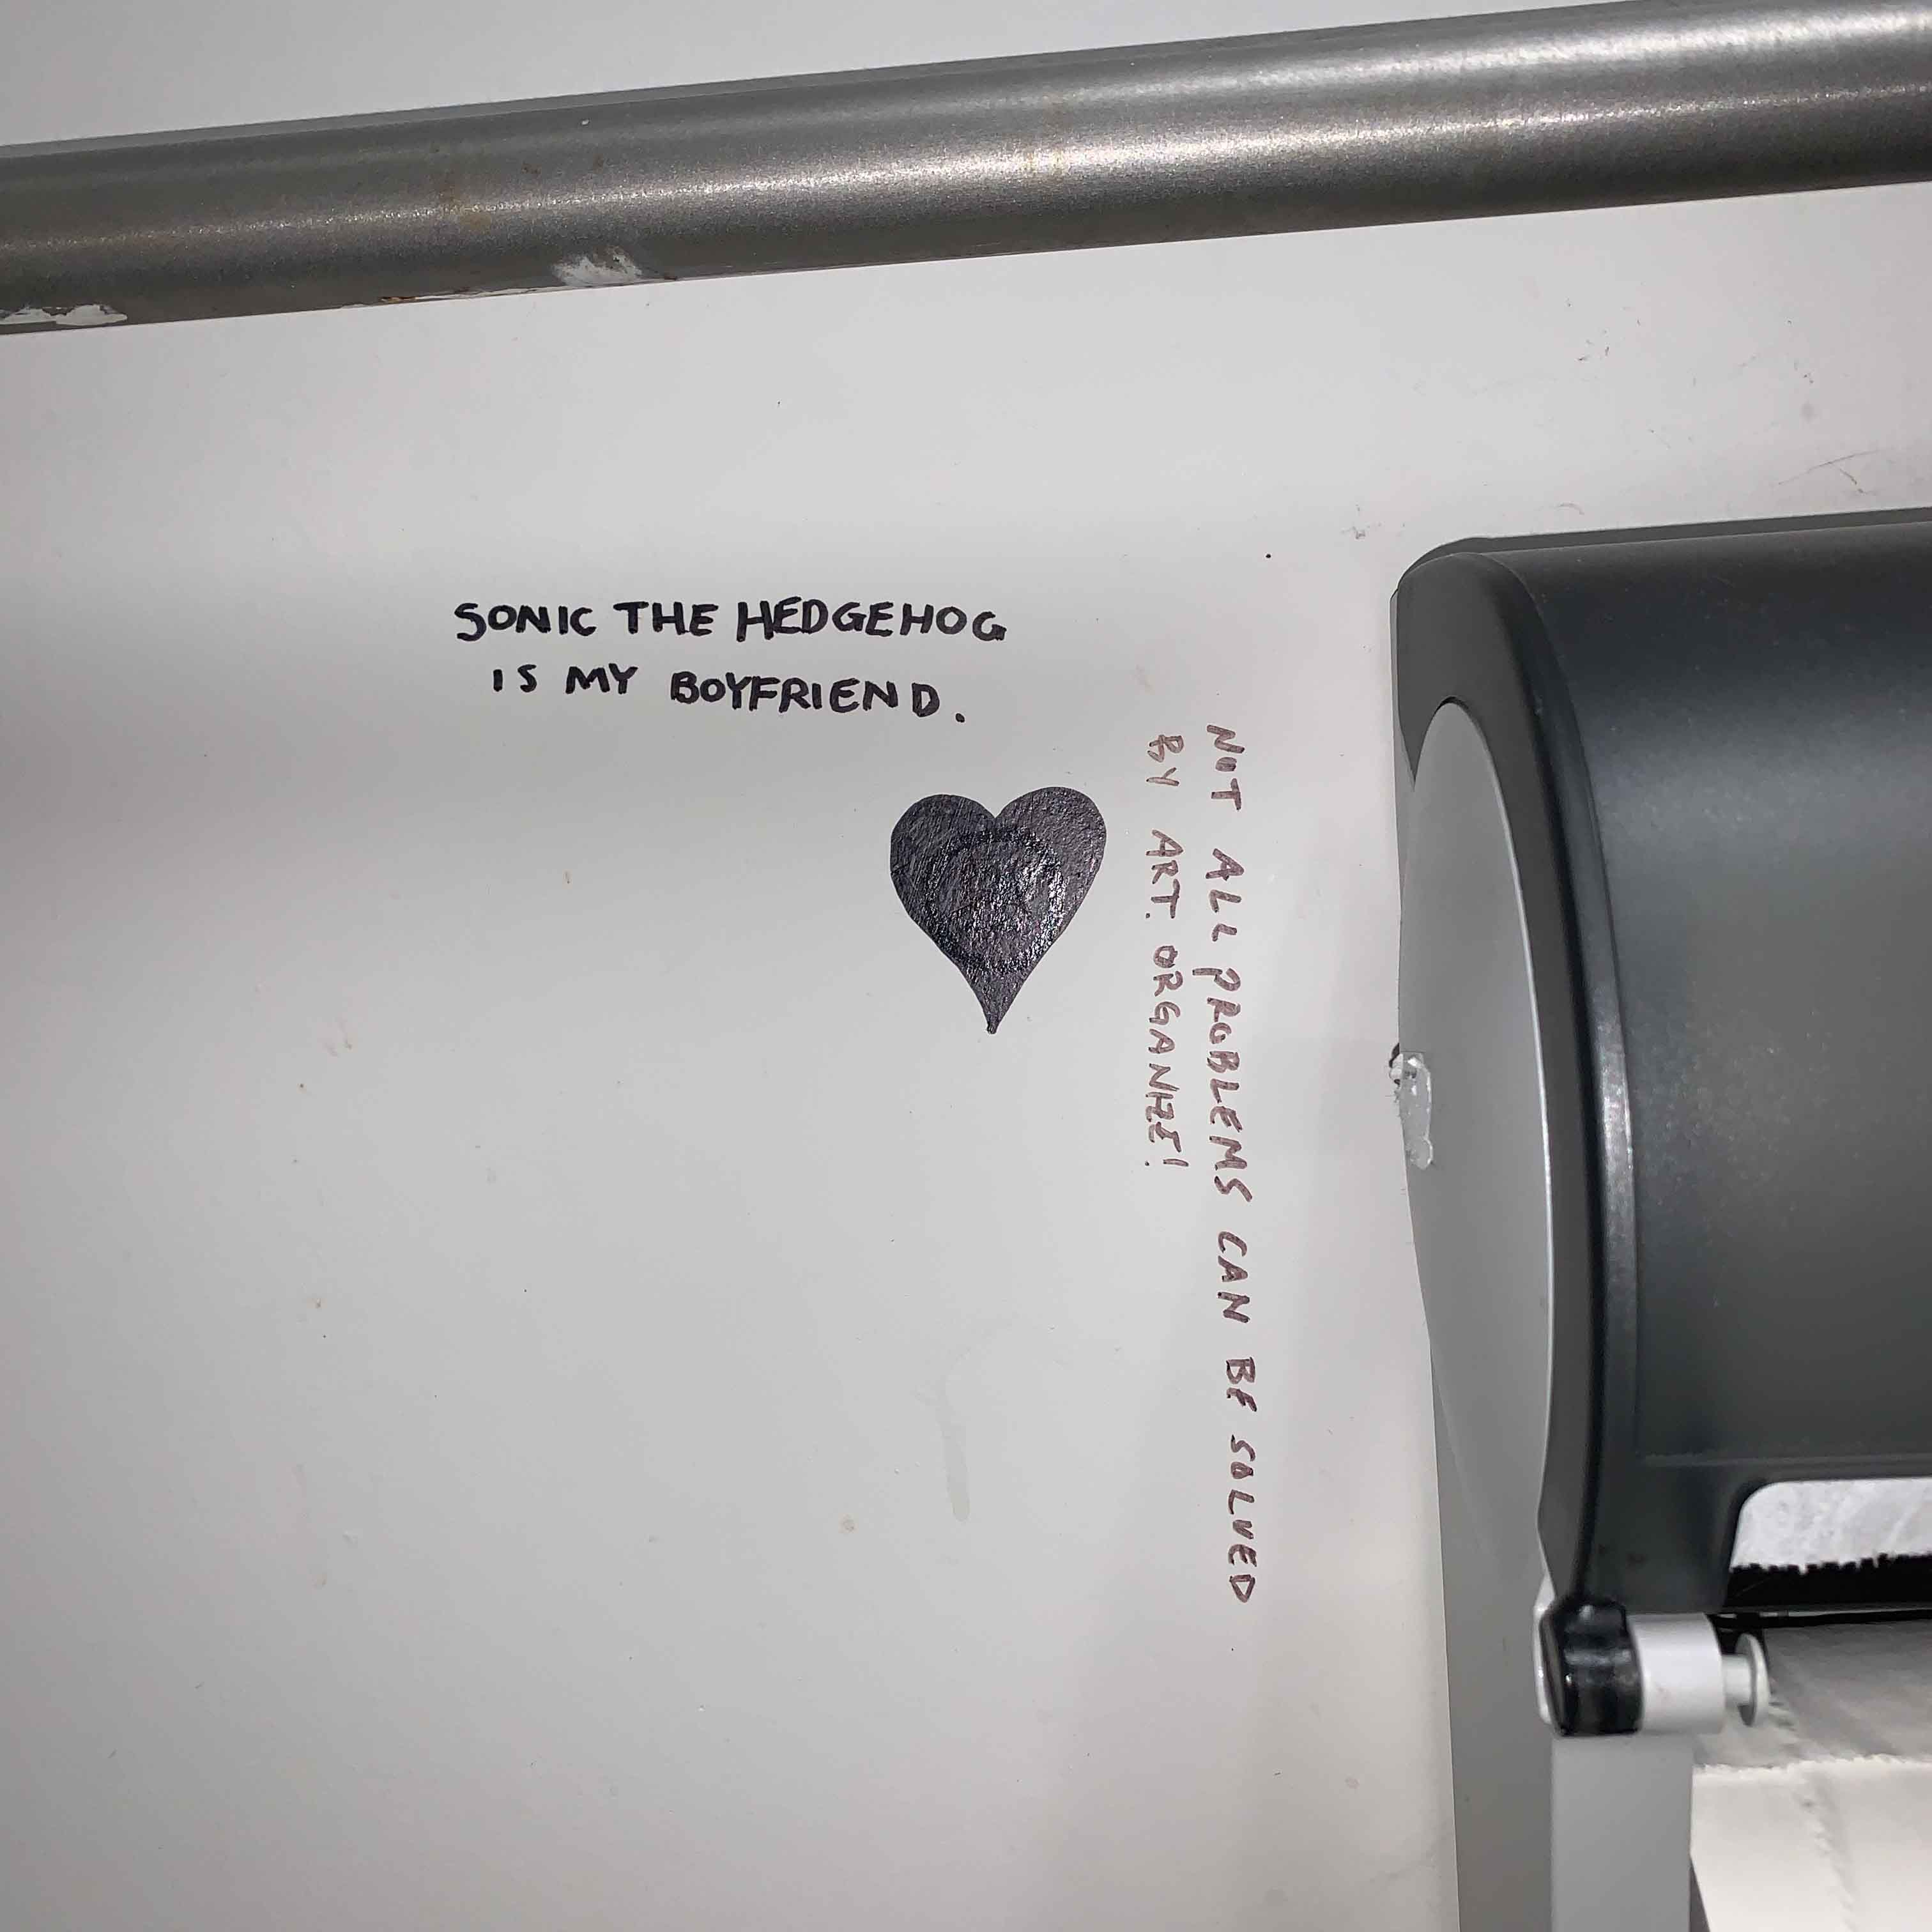 SONIC THE HEDGEHOG
IS MY BOYFRIEND.
NOT ALL PROBLEMS CAN BE SOLVED
BY ART. ORGANIZE!